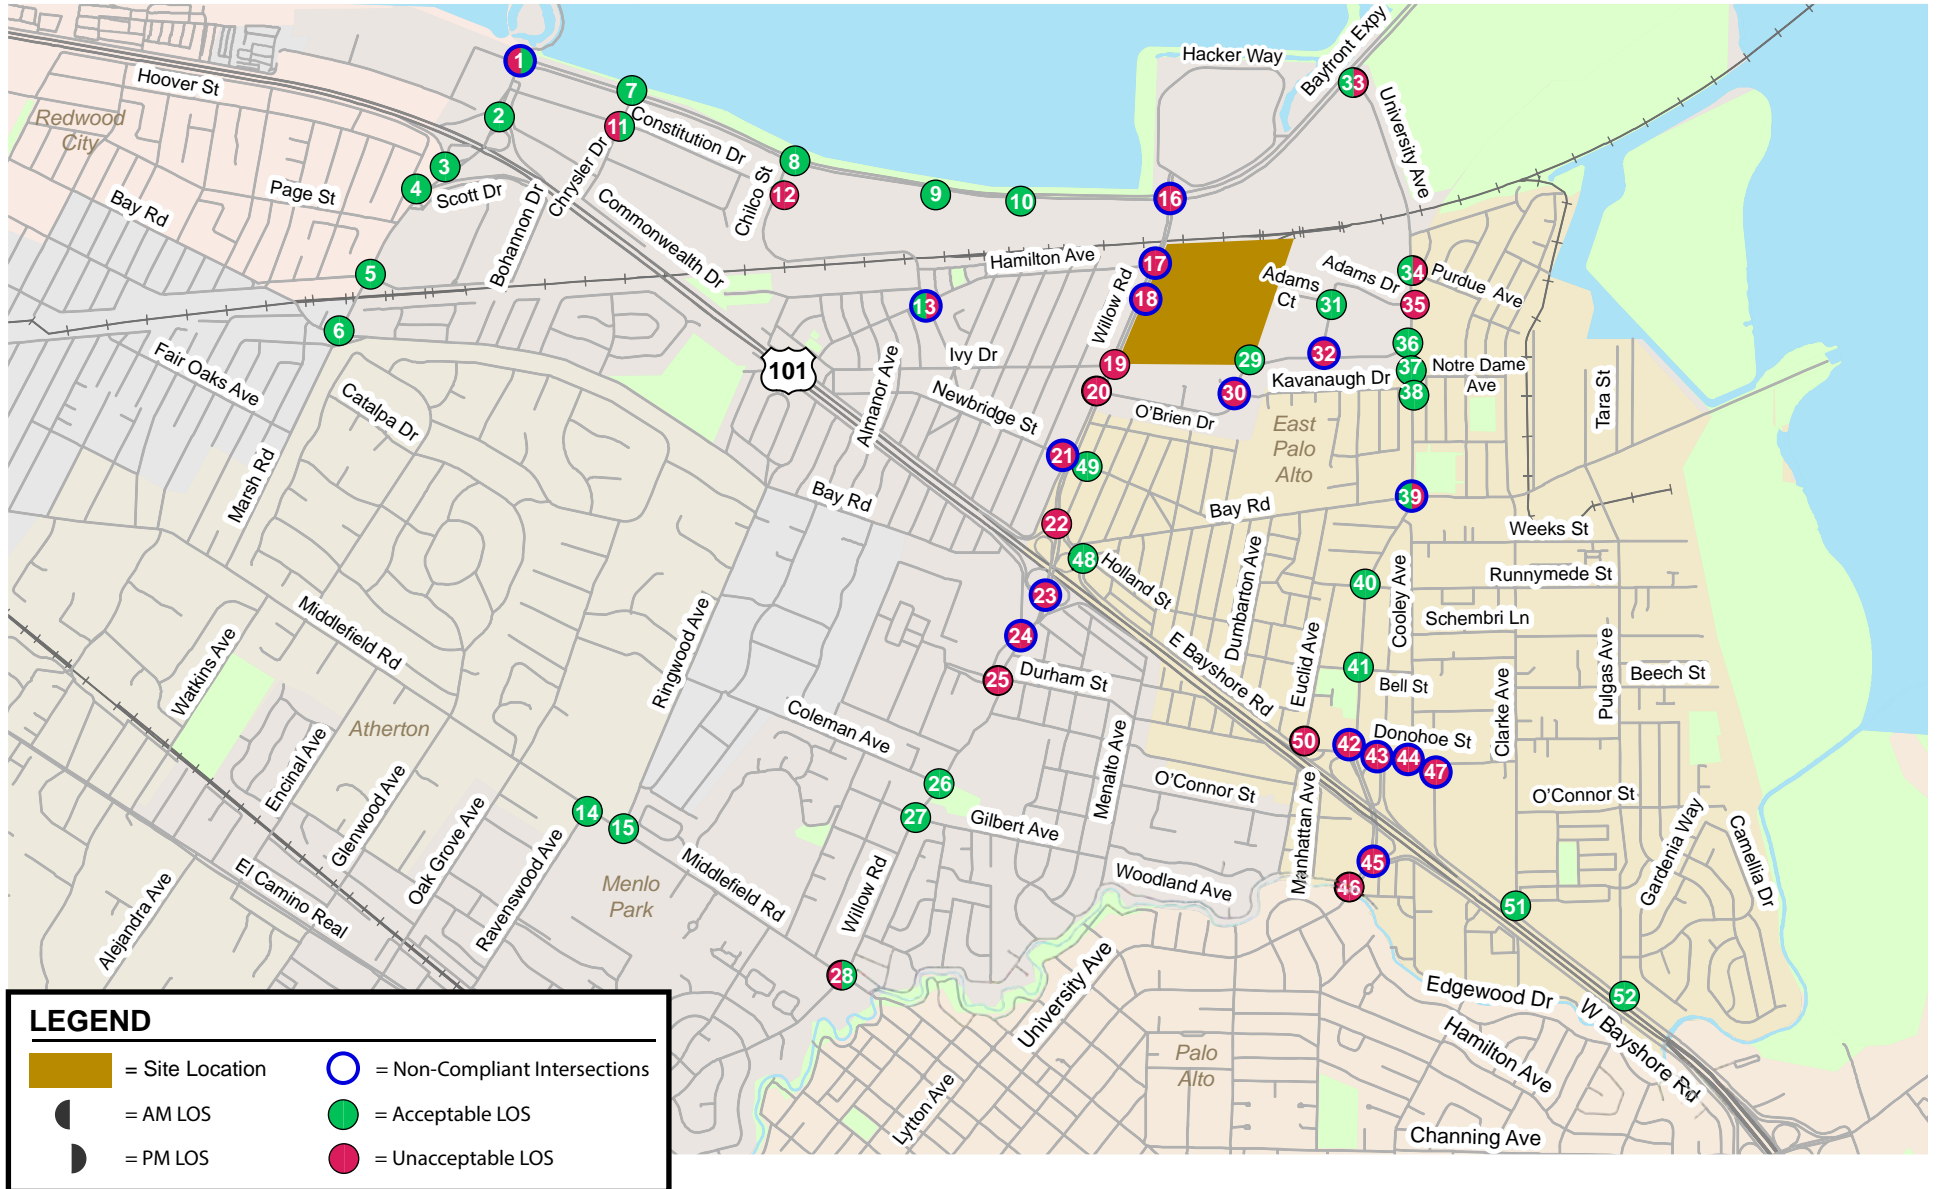 Hoover St
Redwood
City
Bay Rd
Page St
Scott Dr
Bohannon Dr
Chrysler Dr
Constitution Dr
Commonwealth Dr
Chilco St
Hamilton Ave
Hacker Way
Bayfront Expy
University Ave
Willow Rd
Adams
Ct
Adams Dr
Purdue Ave
Ivy Dr
Almanor Ave
Newbridge St
O'Brien Dr
Kavanaugh Dr
Notre Dame
Ave
East
Palo
Alto
Tara St
Fair Oaks Ave
Catalpa Dr
Marsh Rd
101
Bay Rd
Bay Rd
Weeks St
Holland St
Dumbarton Ave
Cooley Ave
Runnymede St
Schembri Ln
Euclid Ave
E Bayshore Rd
Bell St
Clarke Ave
Pulgas Ave
Beech St
Middlefield Rd
Watkins Ave
Ringwood Ave
Atherton
Encinal Ave
Glenwood Ave
Oak Grove Ave
Ravenswood Ave
El Camino Real
Alejandra Ave
Durham St
Coleman Ave
Menalto Ave
Gilbert Ave
Donohoe St
O'Connor St
O'Connor St
Manhattan Ave
Gardenia Way
Camellia Dr
Menlo
Park
Middlefield Rd
Willow Rd
Woodland Ave
University Ave
Edgewood Dr
W Bayshore Rd
Hamilton Ave
Palo
Alto
Lytton Ave
Channing Ave
1
2
3
4
5
6
7
8
9
10
11
12
13
14
15
16
17
18
19
20
21
22
23
24
25
26
27
28
29
30
31
32
33
34
35
36
37
38
39
40
41
42
43
44
45
46
47
48
49
50
51
52
LEGEND
= Site Location
= Non-Compliant Intersections
= AM LOS
= Acceptable LOS
= PM LOS
= Unacceptable LOS